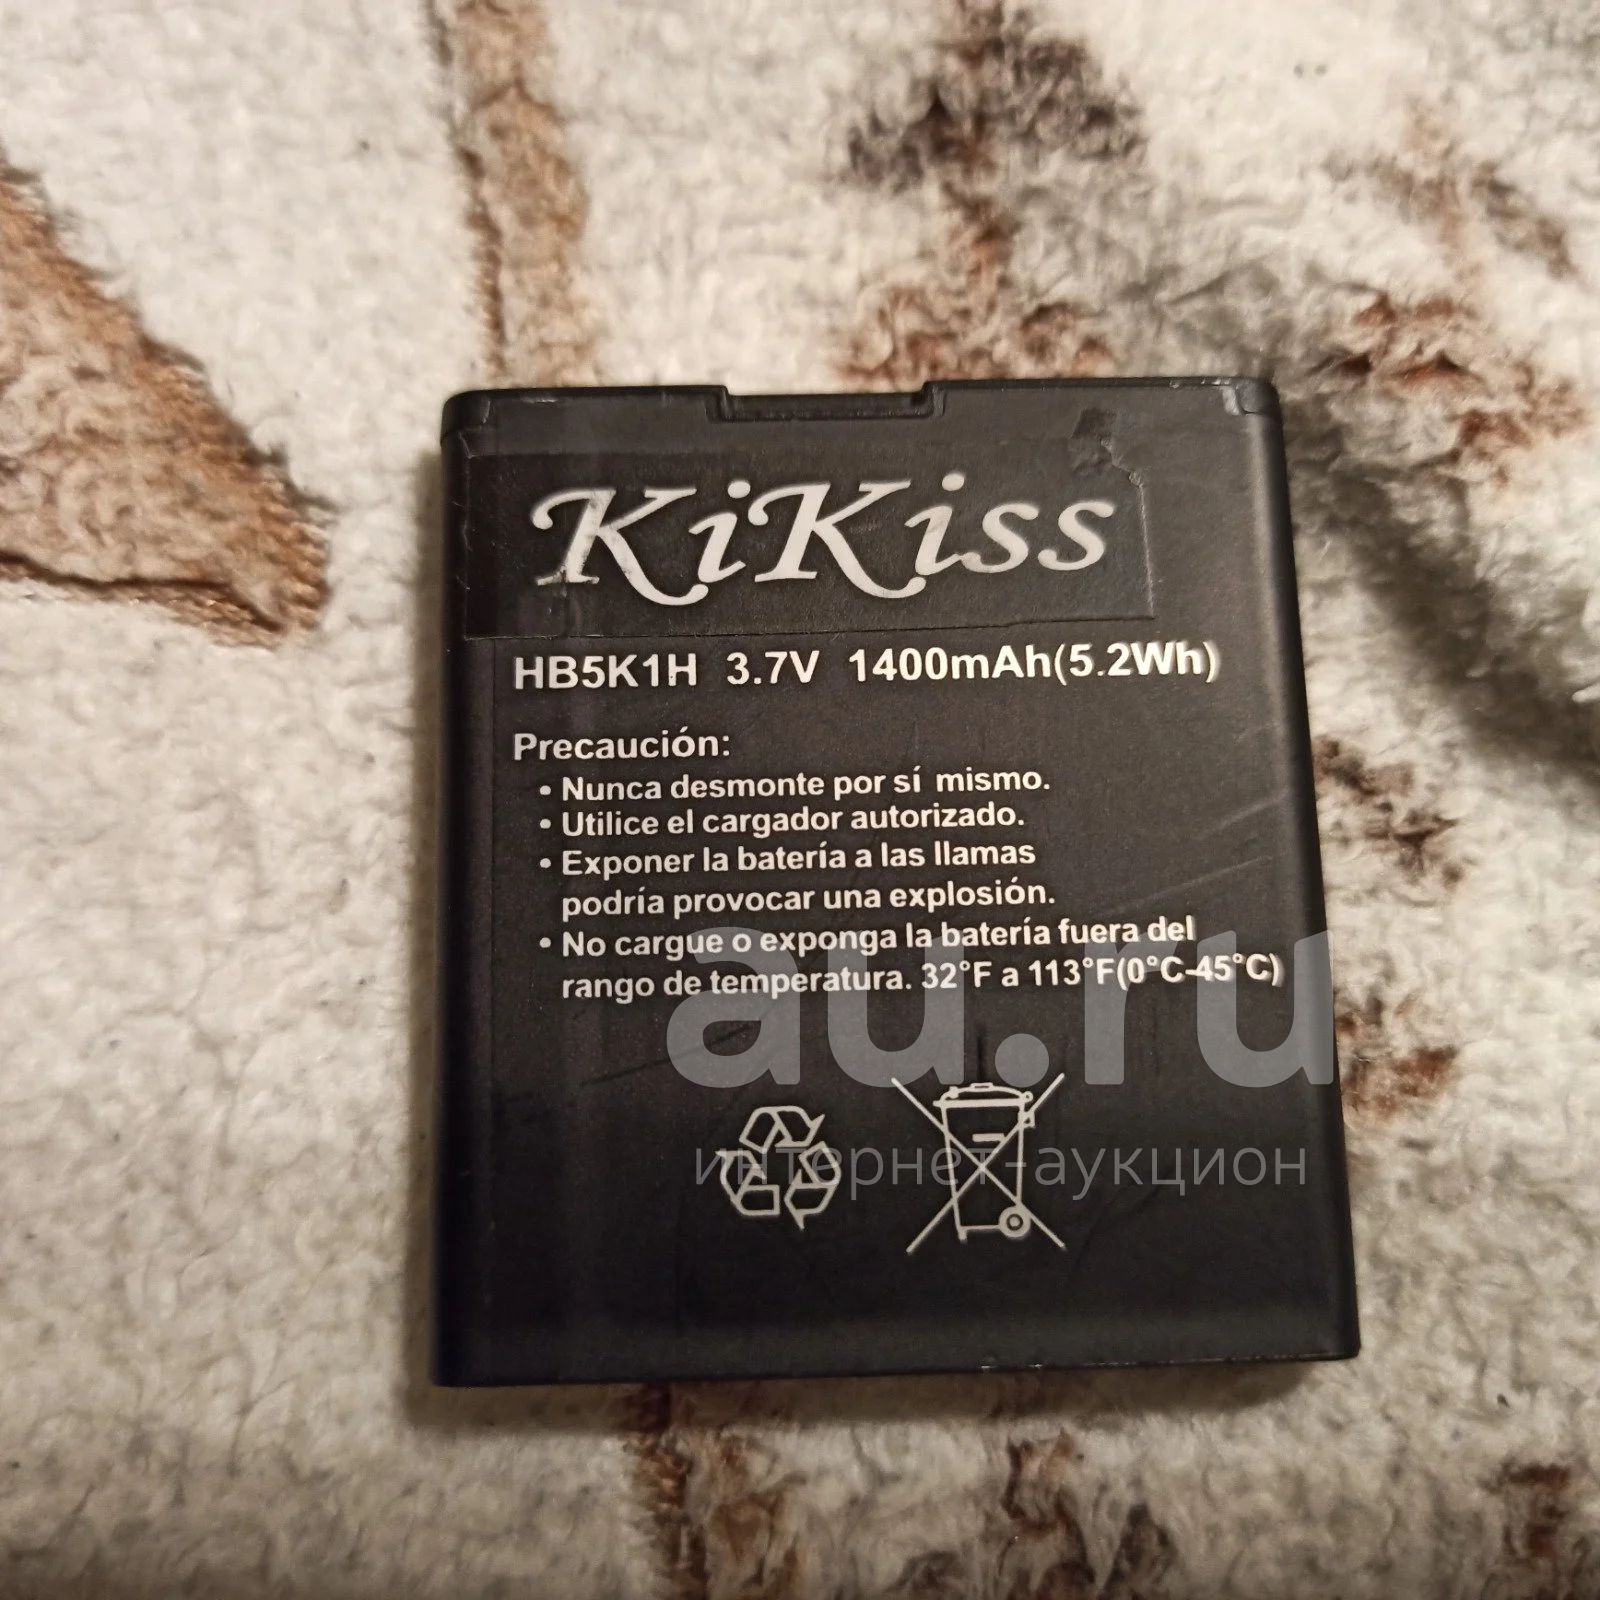 KiKiss
HB5K1H 3.7V 1400mAh(5.2Wh)
Precaución:
• Nunca desmonte por sí mismo.
• Utilice el cargador autorizado.
• Exponer la batería a las llamas
podría provocar una explosión.
• No cargue o exponga la batería fuera del
rango de temperatura. 32°F a 113°F(0°C-45°C)
au.ru
интернет-аукцион